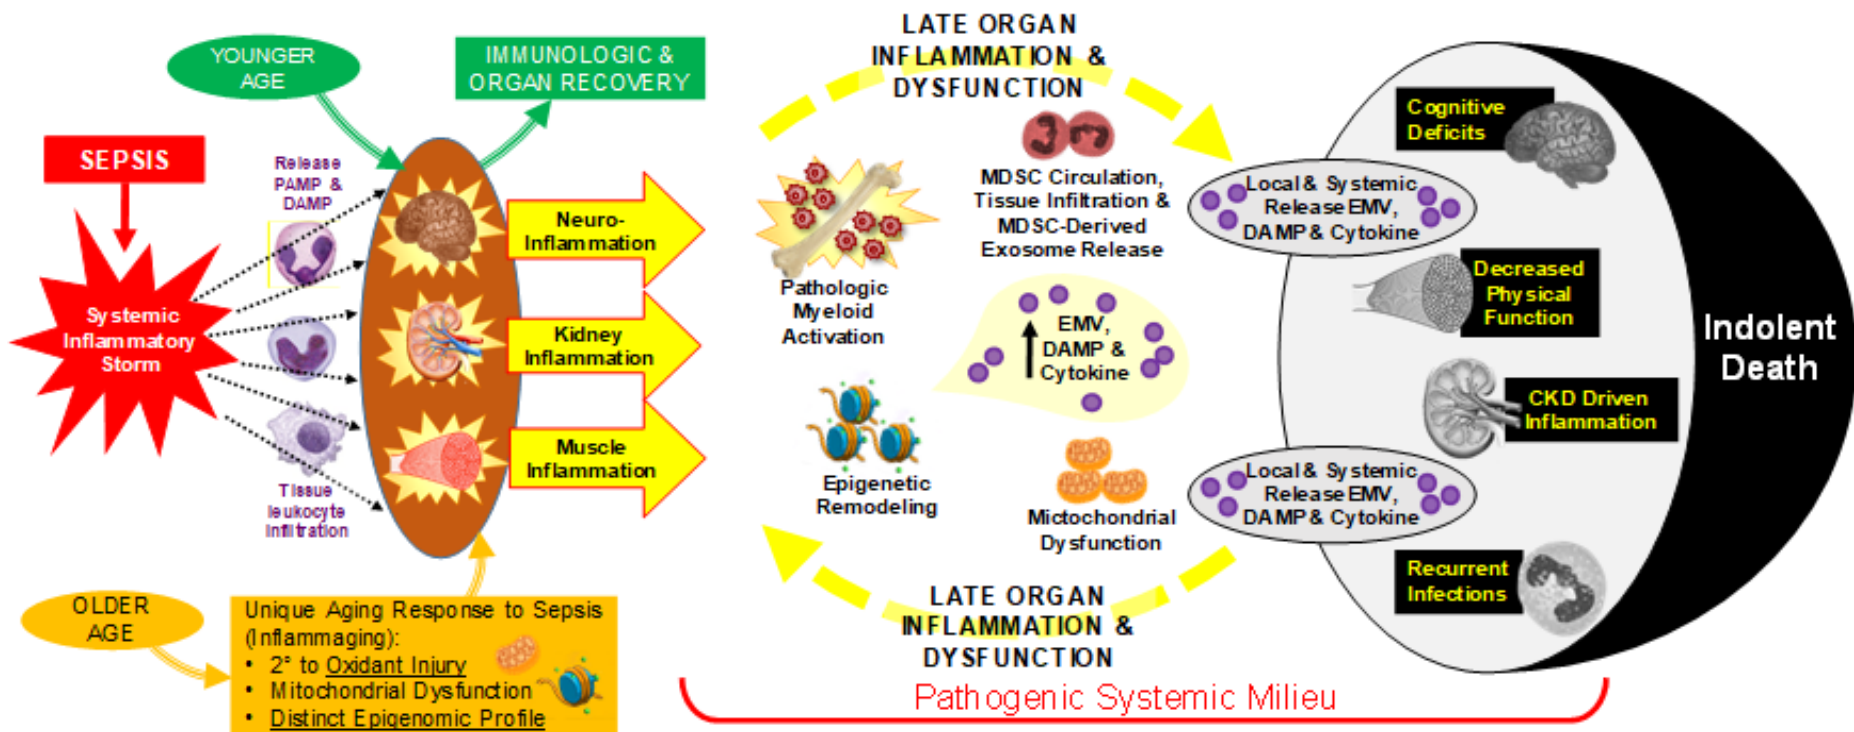 YOUNGER
AGE
IMMUNOLOGIC &
ORGAN RECOVERY
SEPSIS
Release
PAMP &
DAMP
Systemic
Inflammatory
Storm
Tissue
leukocyte
Infiltration
Neuro-
Inflammation
Kidney
Inflammation
Muscle
Inflammation
OLDER
AGE
Unique Aging Response to Sepsis
(Inflammaging):
• 2° to Oxidant Injury
• Mitochondrial Dysfunction
• Distinct Epigenomic Profile
LATE ORGAN
INFLAMMATION &
DYSFUNCTION
Pathologic
Myeloid
Activation
MDSC Circulation,
Tissue Infiltration &
MDSC-Derived
Exosome Release
EMV,
DAMP &
Cytokine
Epigenetic
Remodeling
Mictochondrial
Dysfunction
LATE ORGAN
INFLAMMATION &
DYSFUNCTION
Pathogenic Systemic Milieu
Local & Systemic
Release EMV,
DAMP & Cytokine
Local & Systemic
Release EMV,
DAMP & Cytokine
Cognitive
Deficits
Decreased
Physical
Function
CKD Driven
Inflammation
Recurrent
Infections
Indolent
Death